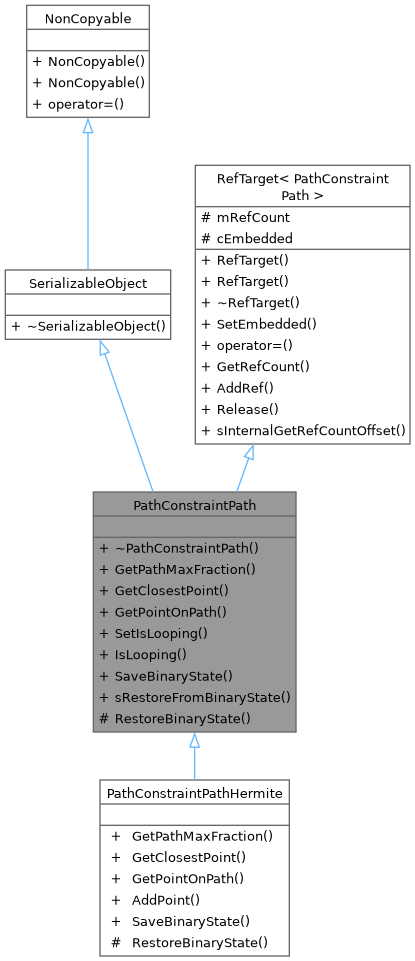 NonCopyable
+ NonCopyable()
+ NonCopyable()
+ operator=()
RefTarget< PathConstraint
Path >
# mRefCount
# cEmbedded
+ RefTarget()
+ RefTarget()
+ ~RefTarget()
+ SetEmbedded()
+ operator=()
+ GetRefCount()
+ AddRef()
+ Release()
+ sInternalGetRefCountOffset()
SerializableObject
+ ~SerializableObject()
PathConstraintPath
+ ~PathConstraintPath()
+ GetPathMaxFraction()
+ GetClosestPoint()
+ GetPointOnPath()
+ SetIsLooping()
+ IsLooping()
+ SaveBinaryState()
+ sRestoreFromBinaryState()
# RestoreBinaryState()
PathConstraintPathHermite
+ GetPathMaxFraction()
+ GetClosestPoint()
+ GetPointOnPath()
+ AddPoint()
+ SaveBinaryState()
# RestoreBinaryState()